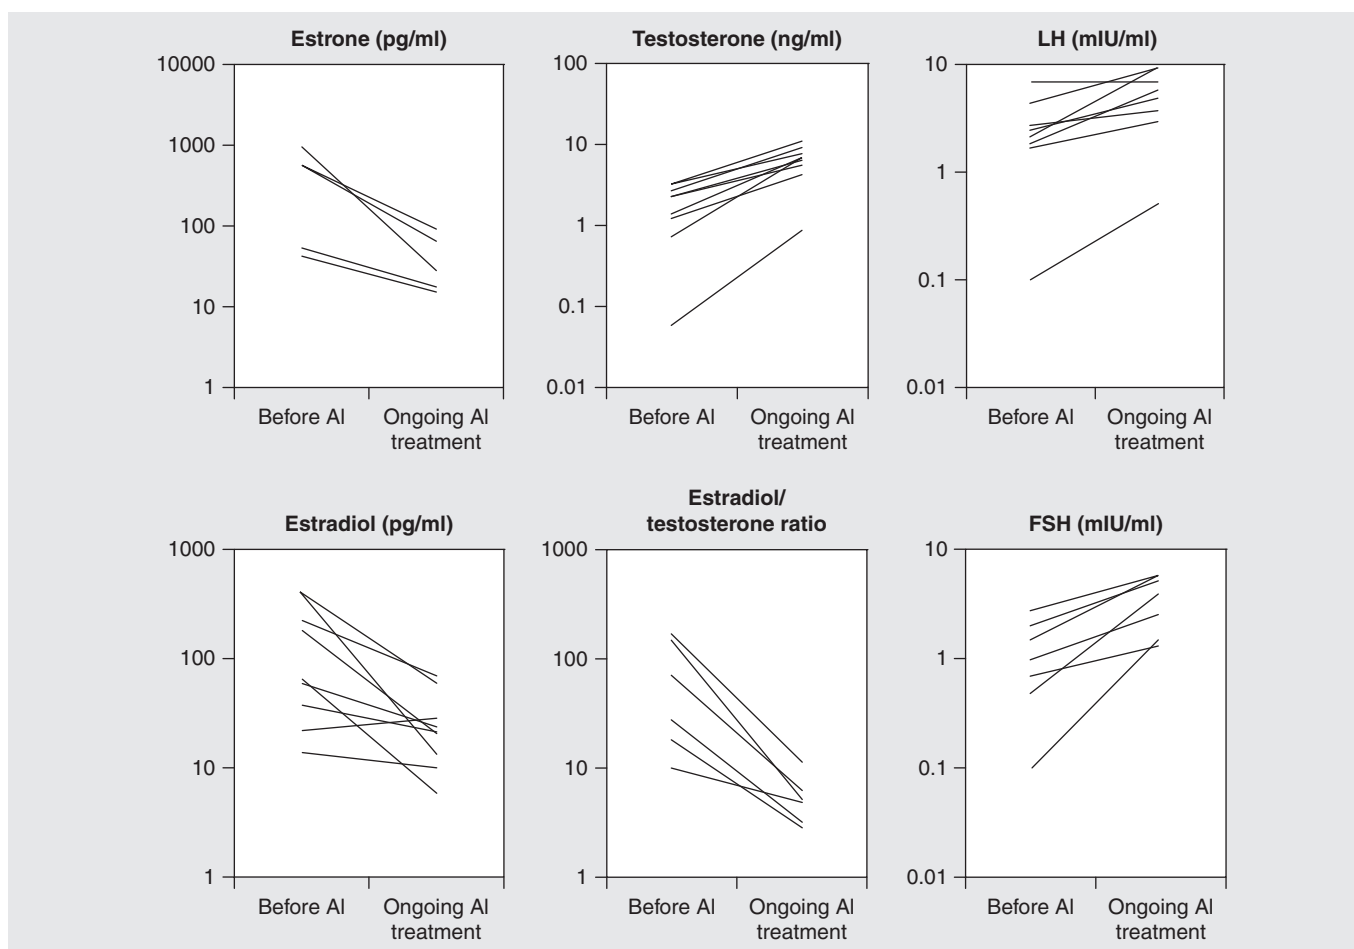 Estrone (pg/ml)
10000
1000
100
10
1
Before AI
Ongoing AI
treatment
Testosterone (ng/ml)
100
10
1
0.1
0.01
Before AI
Ongoing AI
treatment
LH (mIU/ml)
10
1
0.1
0.01
Before AI
Ongoing AI
treatment
Estradiol (pg/ml)
1000
100
10
1
Before AI
Ongoing AI
treatment
Estradiol/
testosterone ratio
1000
100
10
1
Before AI
Ongoing AI
treatment
FSH (mIU/ml)
10
1
0.1
0.01
Before AI
Ongoing AI
treatment